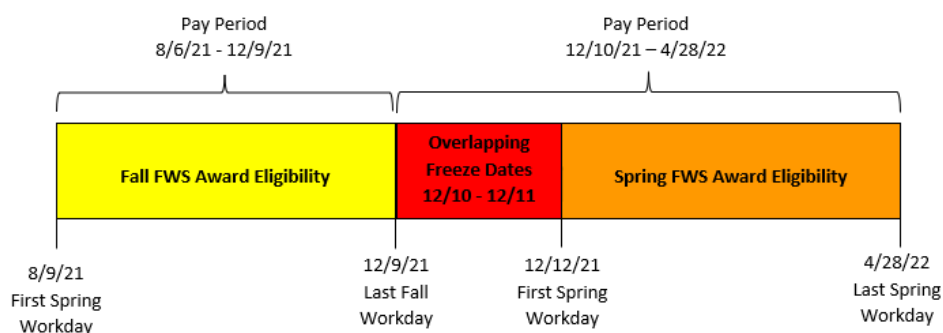 Pay Period
8/6/21 - 12/9/21
Pay Period
12/10/21 – 4/28/22
Fall FWS Award Eligibility
Overlapping
Freeze Dates
12/10 - 12/11
Spring FWS Award Eligibility
8/9/21
First Spring
Workday
12/9/21
Last Fall
Workday
12/12/21
First Spring
Workday
4/28/22
Last Spring
Workday